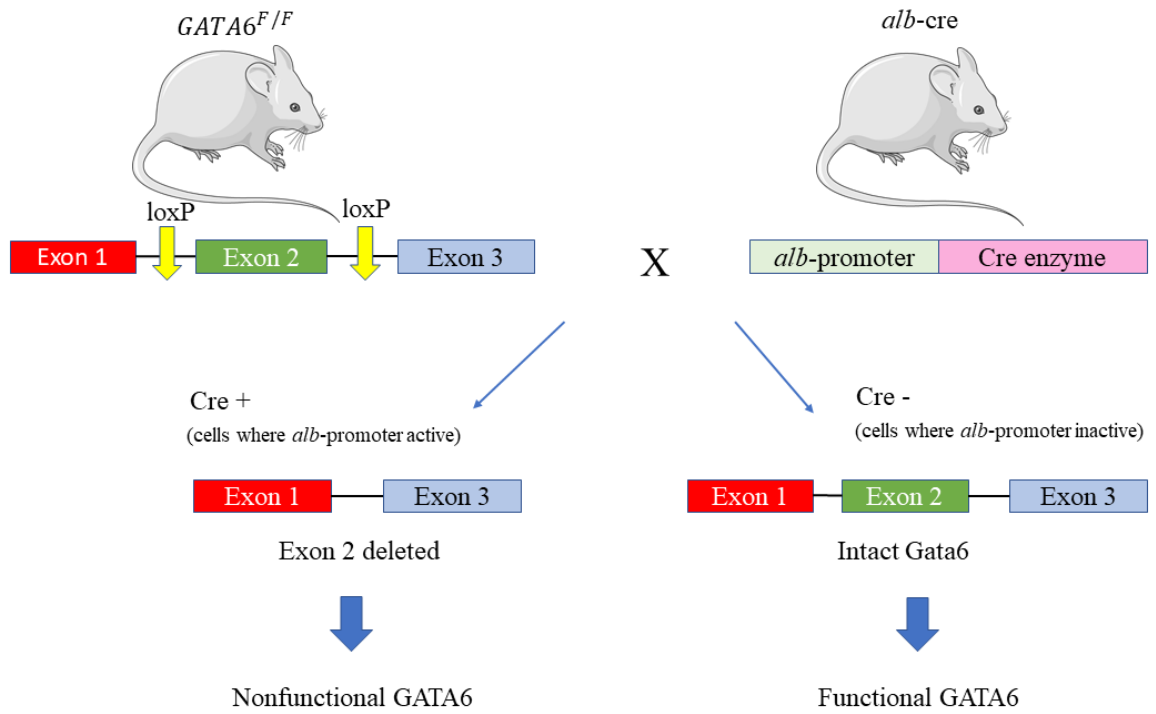 GATA6^F/F
alb-cre
loxP
loxP
Exon 1
Exon 2
Exon 3
X
alb-promoter
Cre enzyme
Cre +
(cells where alb-promoter active)
Cre -
(cells where alb-promoter inactive)
Exon 1
Exon 3
Exon 1
Exon 2
Exon 3
Exon 2 deleted
Intact Gata6
Nonfunctional GATA6
Functional GATA6